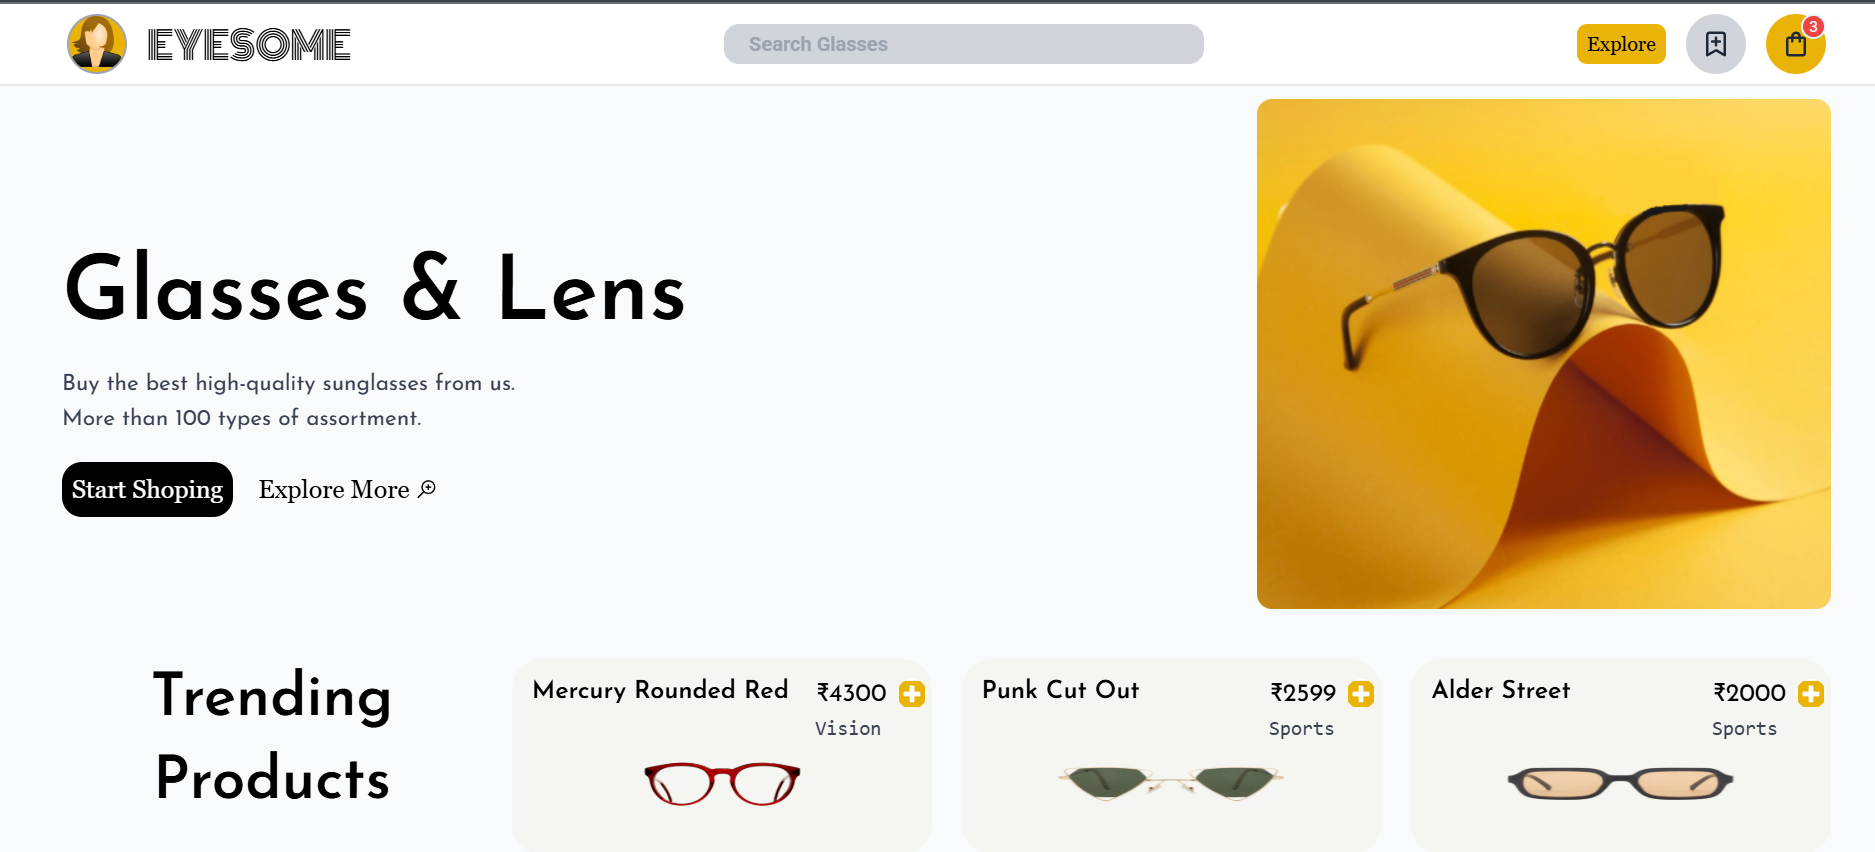 EYESOME
Search Glasses
Explore
3
Glasses & Lens
Buy the best high-quality sunglasses from us.
More than 100 types of assortment.
Start Shoping
Explore More
Trending
Products
Mercury Rounded Red
₹4300
Vision
Punk Cut Out
₹2599
Sports
Alder Street
₹2000
Sports